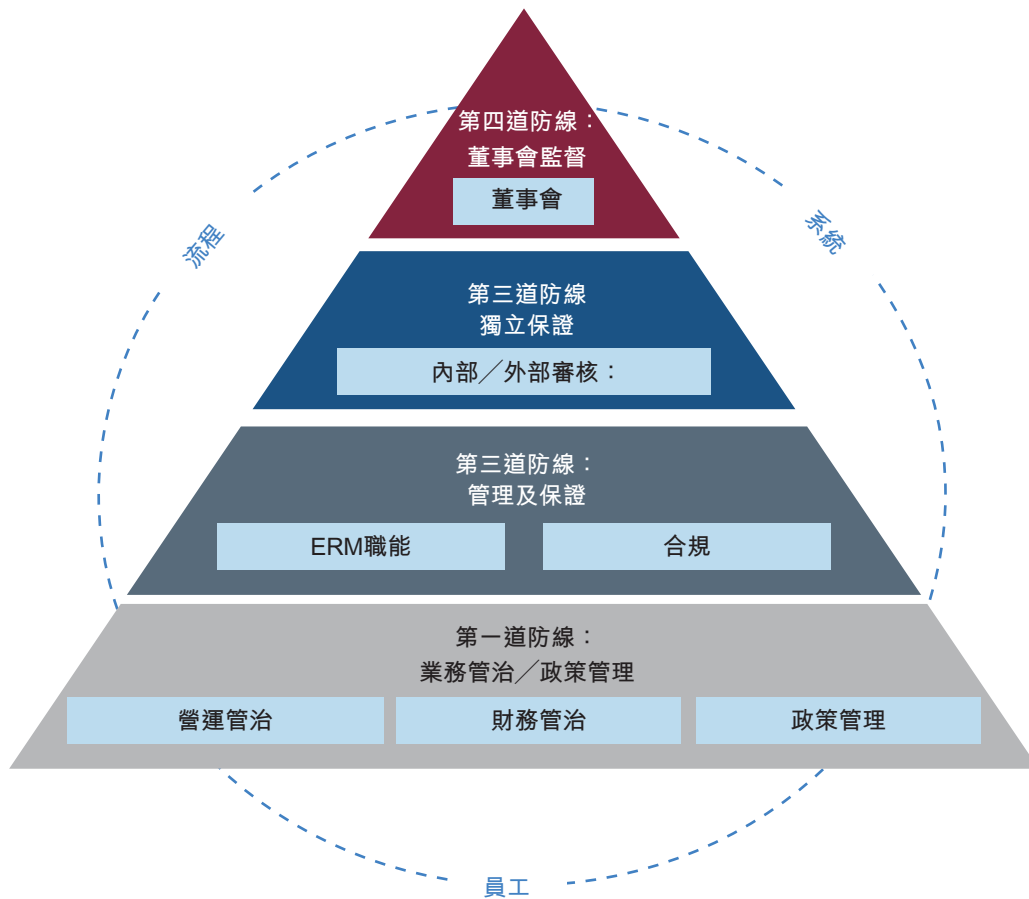 第四道防線：
董事會監督
董事會
流程
系統
第三道防線
獨立保證
內部／外部審核：
第三道防線：
管理及保證
ERM職能
合規
第一道防線：
業務管治／政策管理
營運管治
財務管治
政策管理
員工